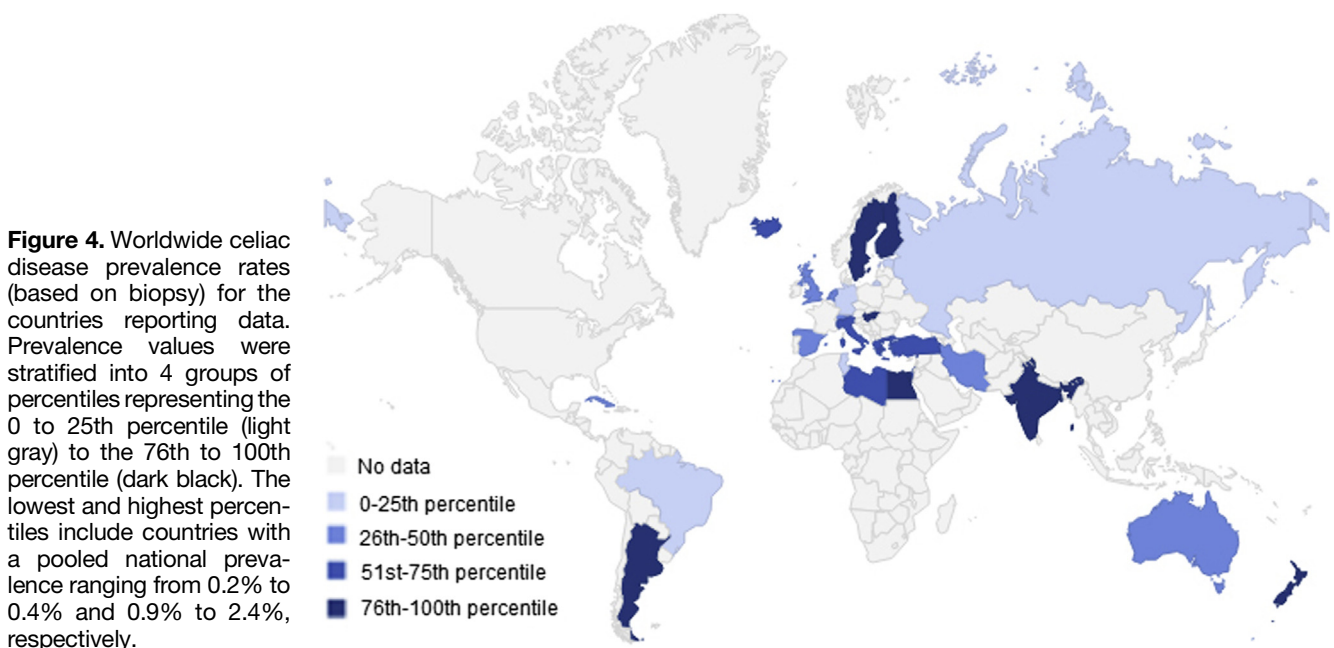 Figure 4. Worldwide celiac
disease prevalence rates
(based on biopsy) for the
countries reporting data.
Prevalence values were
stratified into 4 groups of
percentiles representing the
0 to 25th percentile (light
gray) to the 76th to 100th
percentile (dark black). The
lowest and highest percen-
tiles include countries with
a pooled national preva-
lence ranging from 0.2% to
0.4% and 0.9% to 2.4%,
respectively.
No data
0-25th percentile
26th-50th percentile
51st-75th percentile
76th-100th percentile